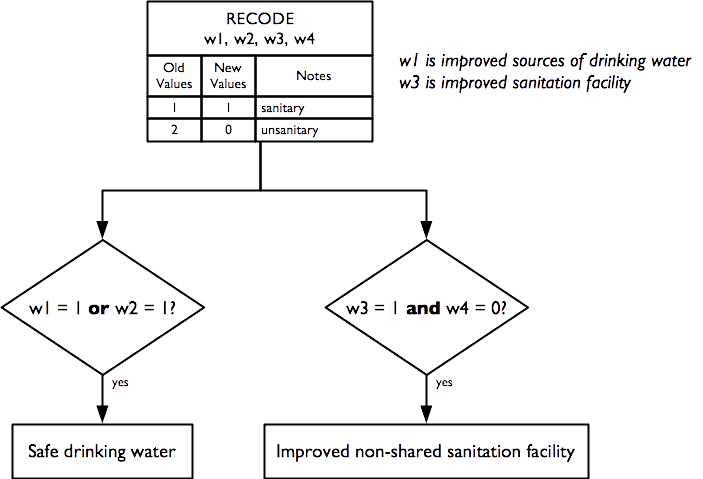 RECODE
w1, w2, w3, w4
Old Values New Values Notes
1 1 sanitary
2 0 unsanitary
w1 is improved sources of drinking water
w3 is improved sanitation facility
w1 = 1 or w2 = 1?
w3 = 1 and w4 = 0?
yes
yes
Safe drinking water
Improved non-shared sanitation facility